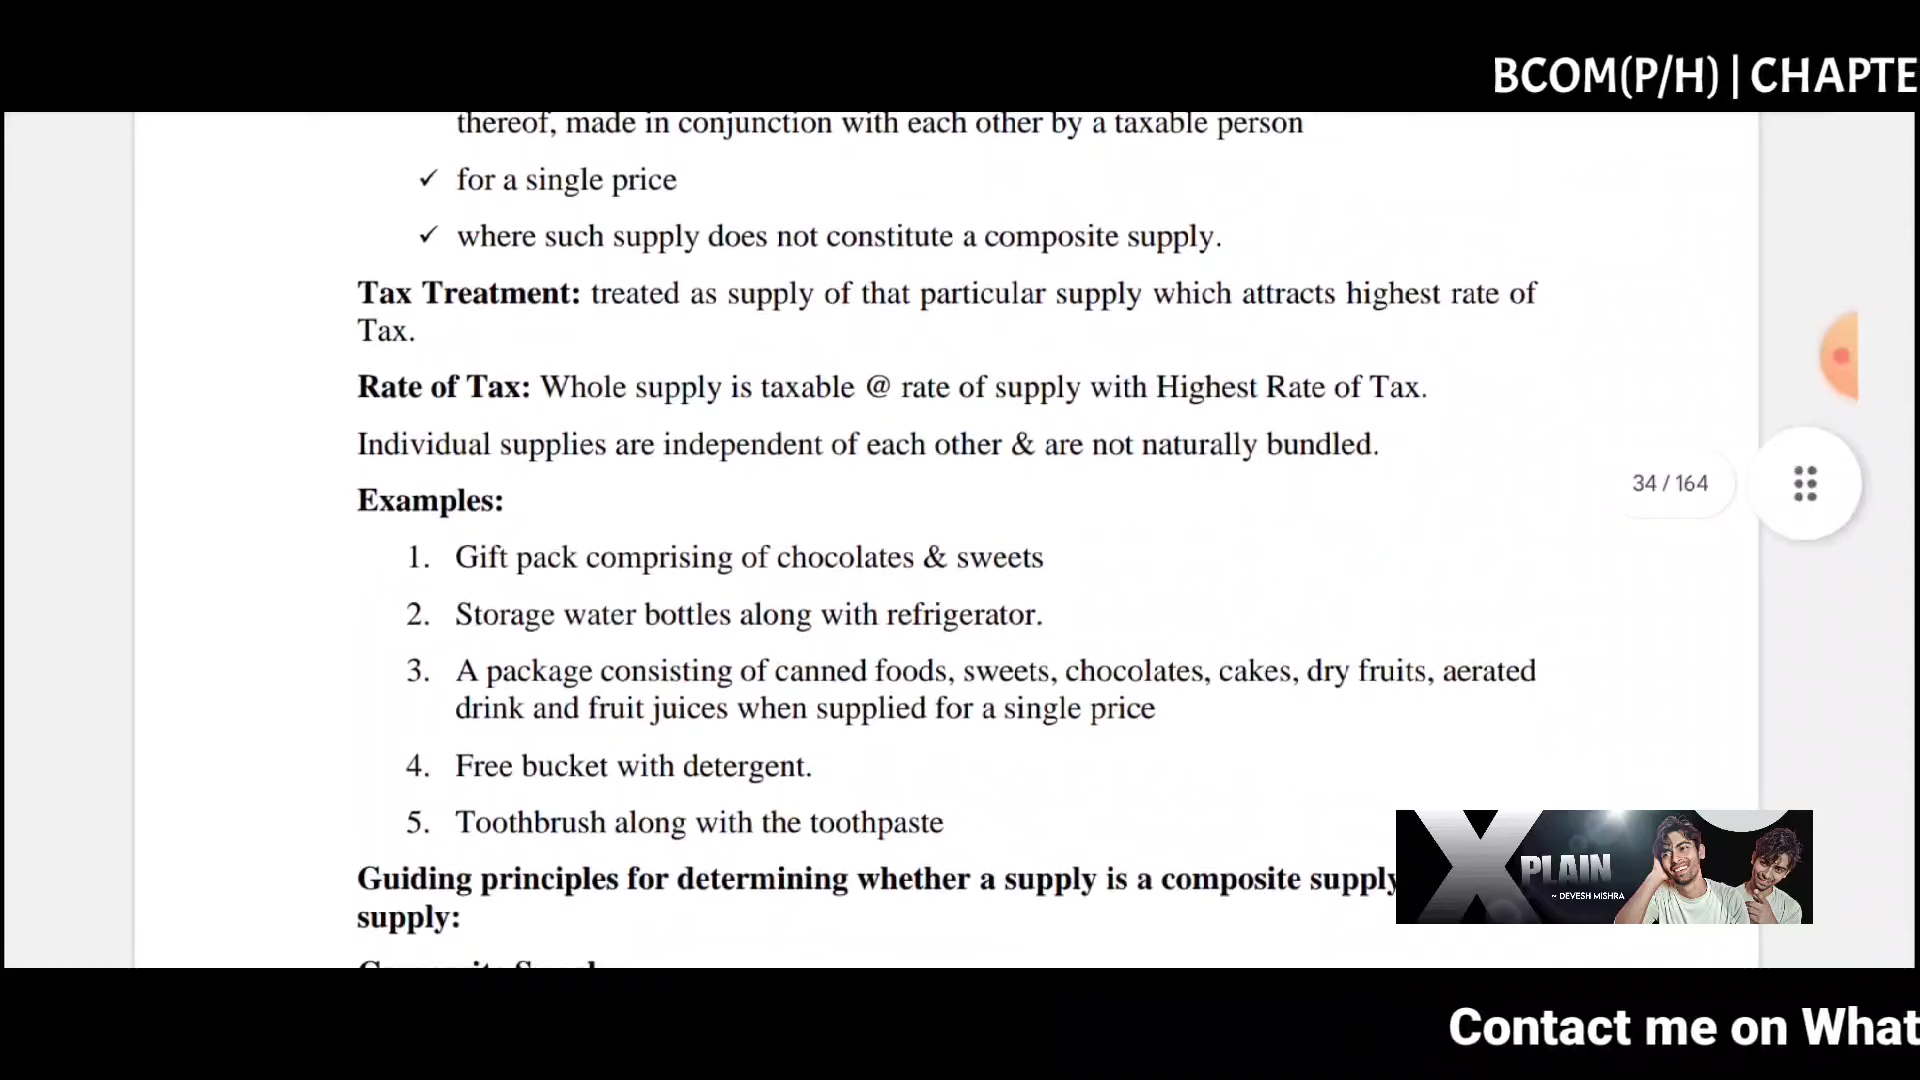 BCOM(P/H) | CHAPTE
thereof, made in conjunction with each other by a taxable person
✓ for a single price
✓ where such supply does not constitute a composite supply.
Tax Treatment: treated as supply of that particular supply which attracts highest rate of
Tax.
Rate of Tax: Whole supply is taxable @ rate of supply with Highest Rate of Tax.
Individual supplies are independent of each other & are not naturally bundled.
34 / 164
Examples:
1. Gift pack comprising of chocolates & sweets
2. Storage water bottles along with refrigerator.
3. A package consisting of canned foods, sweets, chocolates, cakes, dry fruits, aerated
drink and fruit juices when supplied for a single price
4. Free bucket with detergent.
5. Toothbrush along with the toothpaste
Guiding principles for determining whether a supply is a composite supply
supply:
X PLAIN
~ DEVESH MISHRA
Contact me on What